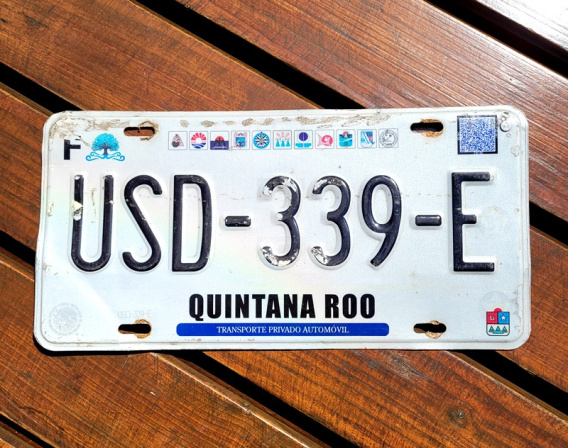 F
USD-339-E
QUINTANA ROO
TRANSPORTE PRIVADO AUTOMÓVIL